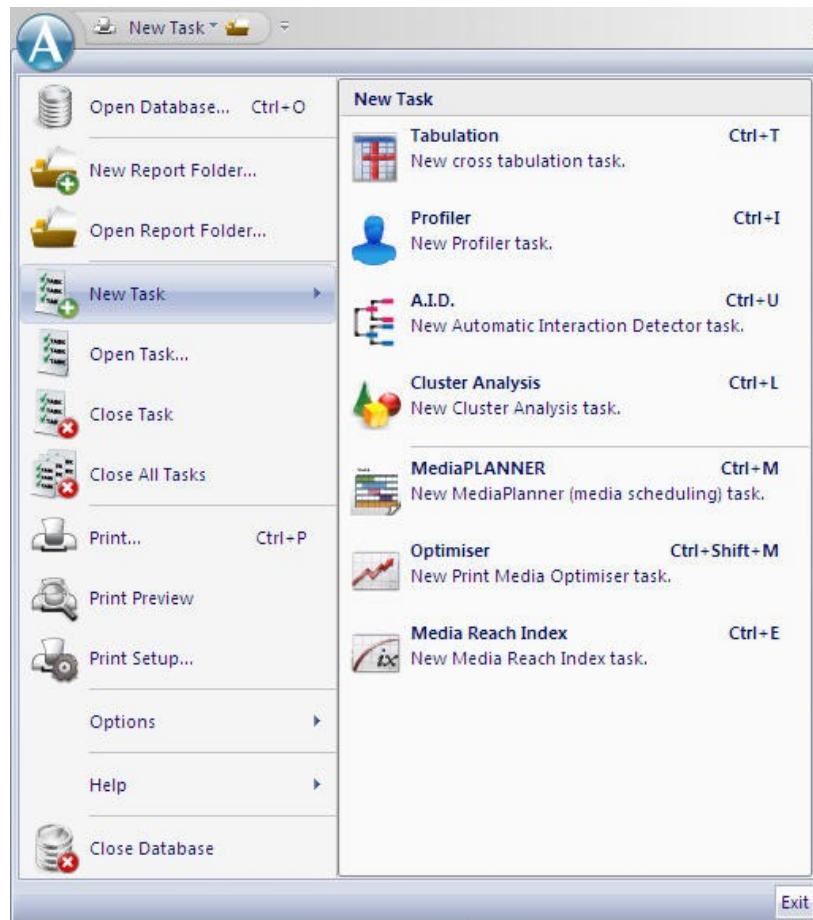 A
New Task
Open Database... Ctrl+O
New Report Folder...
Open Report Folder...
New Task
Open Task...
Close Task
Close All Tasks
Print... Ctrl+P
Print Preview
Print Setup...
Options
Help
Close Database
New Task
Tabulation Ctrl+T
New cross tabulation task.
Profiler Ctrl+I
New Profiler task.
A.I.D. Ctrl+U
New Automatic Interaction Detector task.
Cluster Analysis Ctrl+L
New Cluster Analysis task.
MediaPLANNER Ctrl+M
New MediaPlanner (media scheduling) task.
Optimiser Ctrl+Shift+M
New Print Media Optimiser task.
ix
Media Reach Index Ctrl+E
New Media Reach Index task.
Exit